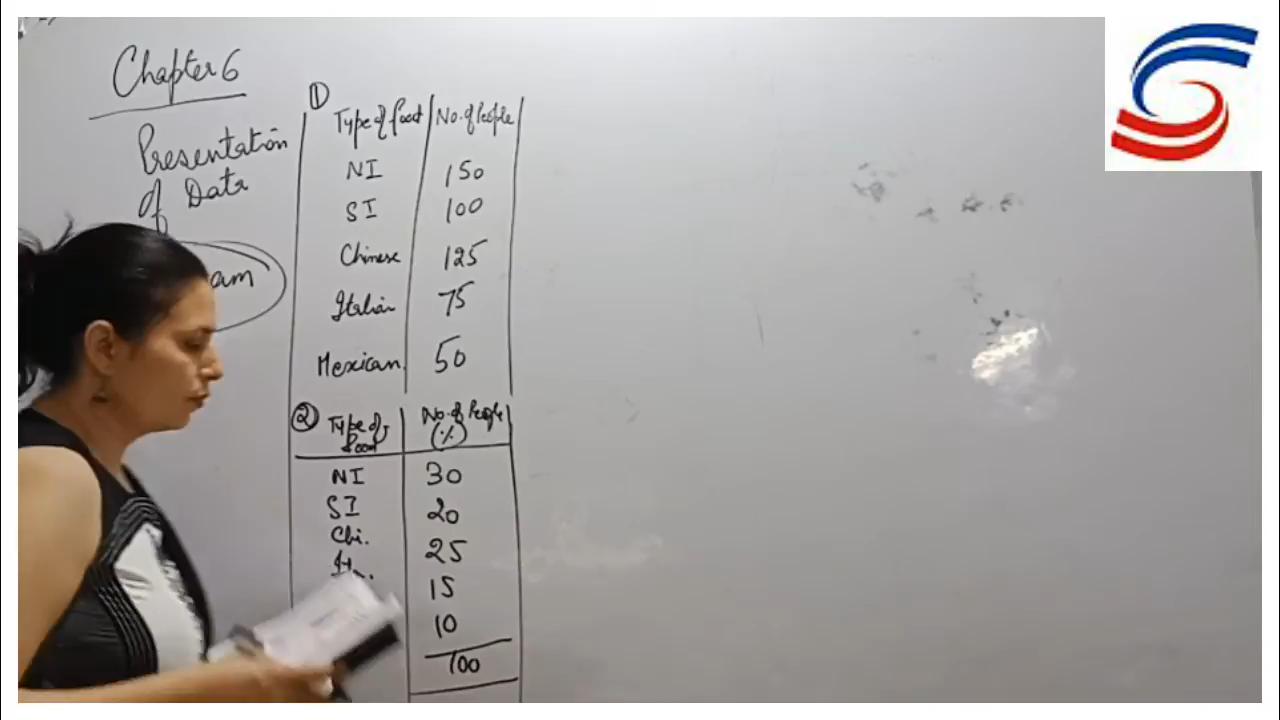 Chapter 6
Presentation
of Data
am
①
Type of food No. of People
NI 150
SI 100
Chinese 125
Italian 75
Mexican 50
② Type of food No. of People (%)
NI 30
SI 20
Chi. 25
15
10
100